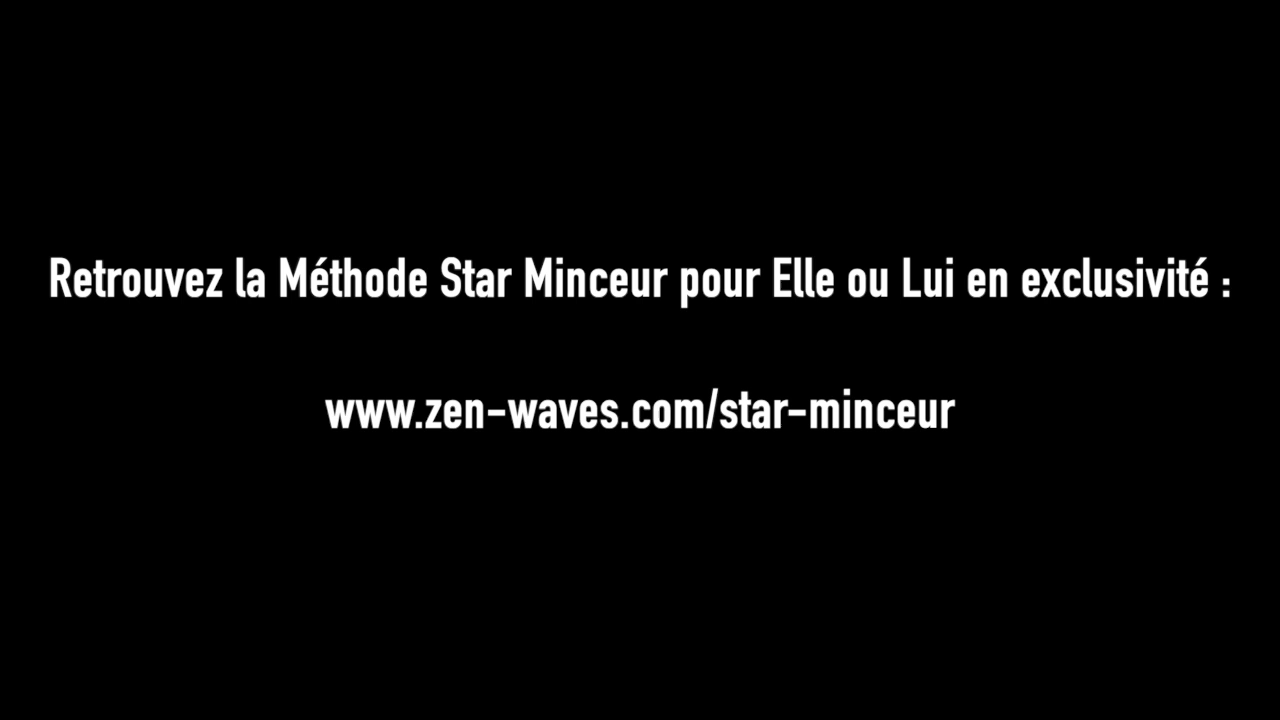 Retrouvez la Méthode Star Minceur pour Elle ou Lui en exclusivité :
www.zen-waves.com/star-minceur